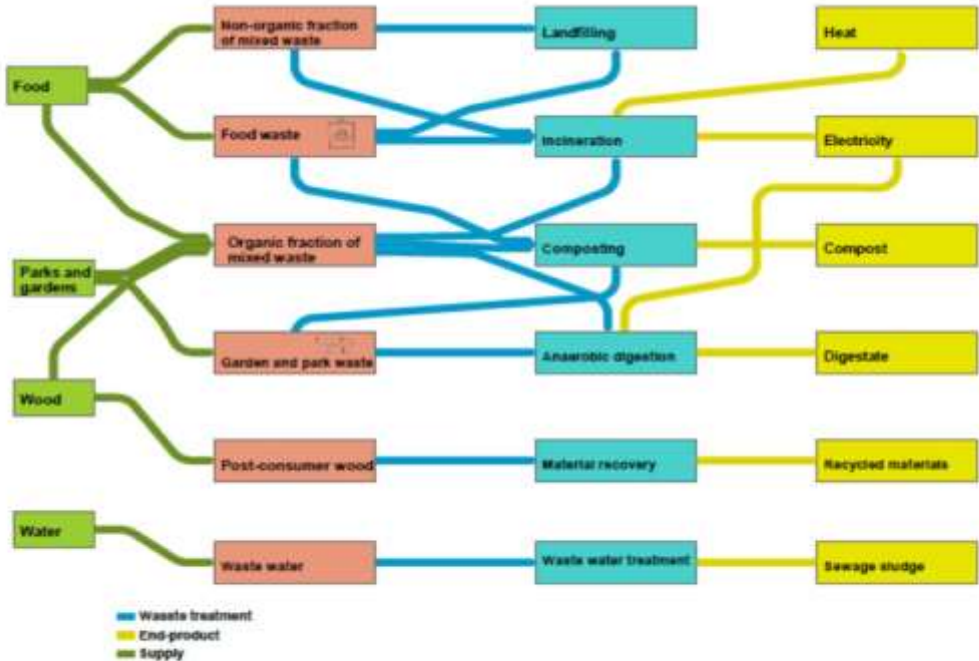 Non-organic fraction
of mixed waste
Landfilling
Heat
Food
Food waste
Incineration
Electricity
Organic fraction of
mixed waste
Composting
Compost
Parks and
gardens
Garden and park waste
Anaerobic digestion
Digestate
Wood
Post-consumer wood
Material recovery
Recycled materials
Water
Waste water
Waste water treatment
Sewage sludge
Wasste treatment
End-product
Supply